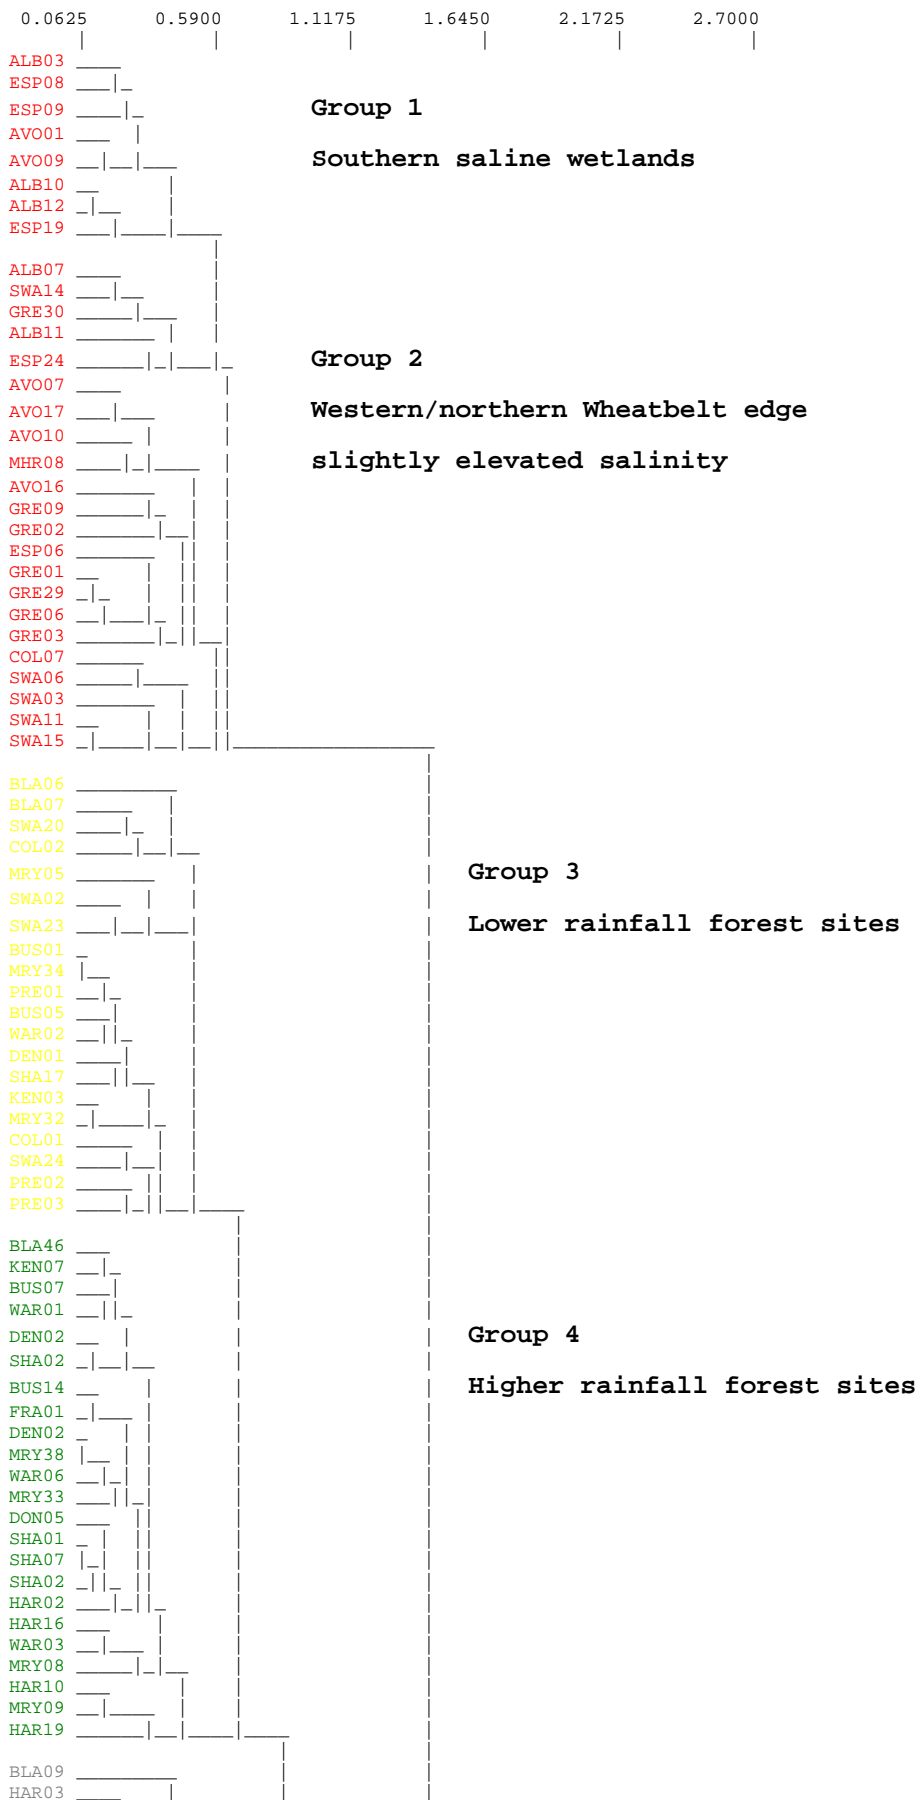 0.0625 0.5900 1.1175 1.6450 2.1725 2.7000
ALB03
ESP08
ESP09 Group 1
AVO01
AVO09 Southern saline wetlands
ALB10
ALB12
ESP19
ALB07
SWA14
GRE30
ALB11
ESP24 Group 2
AVO07
AVO17 Western/northern Wheatbelt edge
AVO10
MHR08 slightly elevated salinity
AVO16
GRE09
GRE02
ESP06
GRE01
GRE29
GRE06
GRE03
COL07
SWA06
SWA03
SWA11
SWA15
BLA06
BLA07
SWA20
COL02
MRY05 Group 3
SWA02
SWA23 Lower rainfall forest sites
BUS01
MRY34
PRE01
BUS05
WAR02
DEN01
SHA17
KEN03
MRY32
COL01
SWA24
PRE02
PRE03
BLA46
KEN07
BUS07
WAR01
DEN02 Group 4
SHA02
BUS14 Higher rainfall forest sites
FRA01
DEN02
MRY38
WAR06
MRY33
DON05
SHA01
SHA07
SHA02
HAR02
HAR16
WAR03
MRY08
HAR10
MRY09
HAR19
BLA09
HAR03